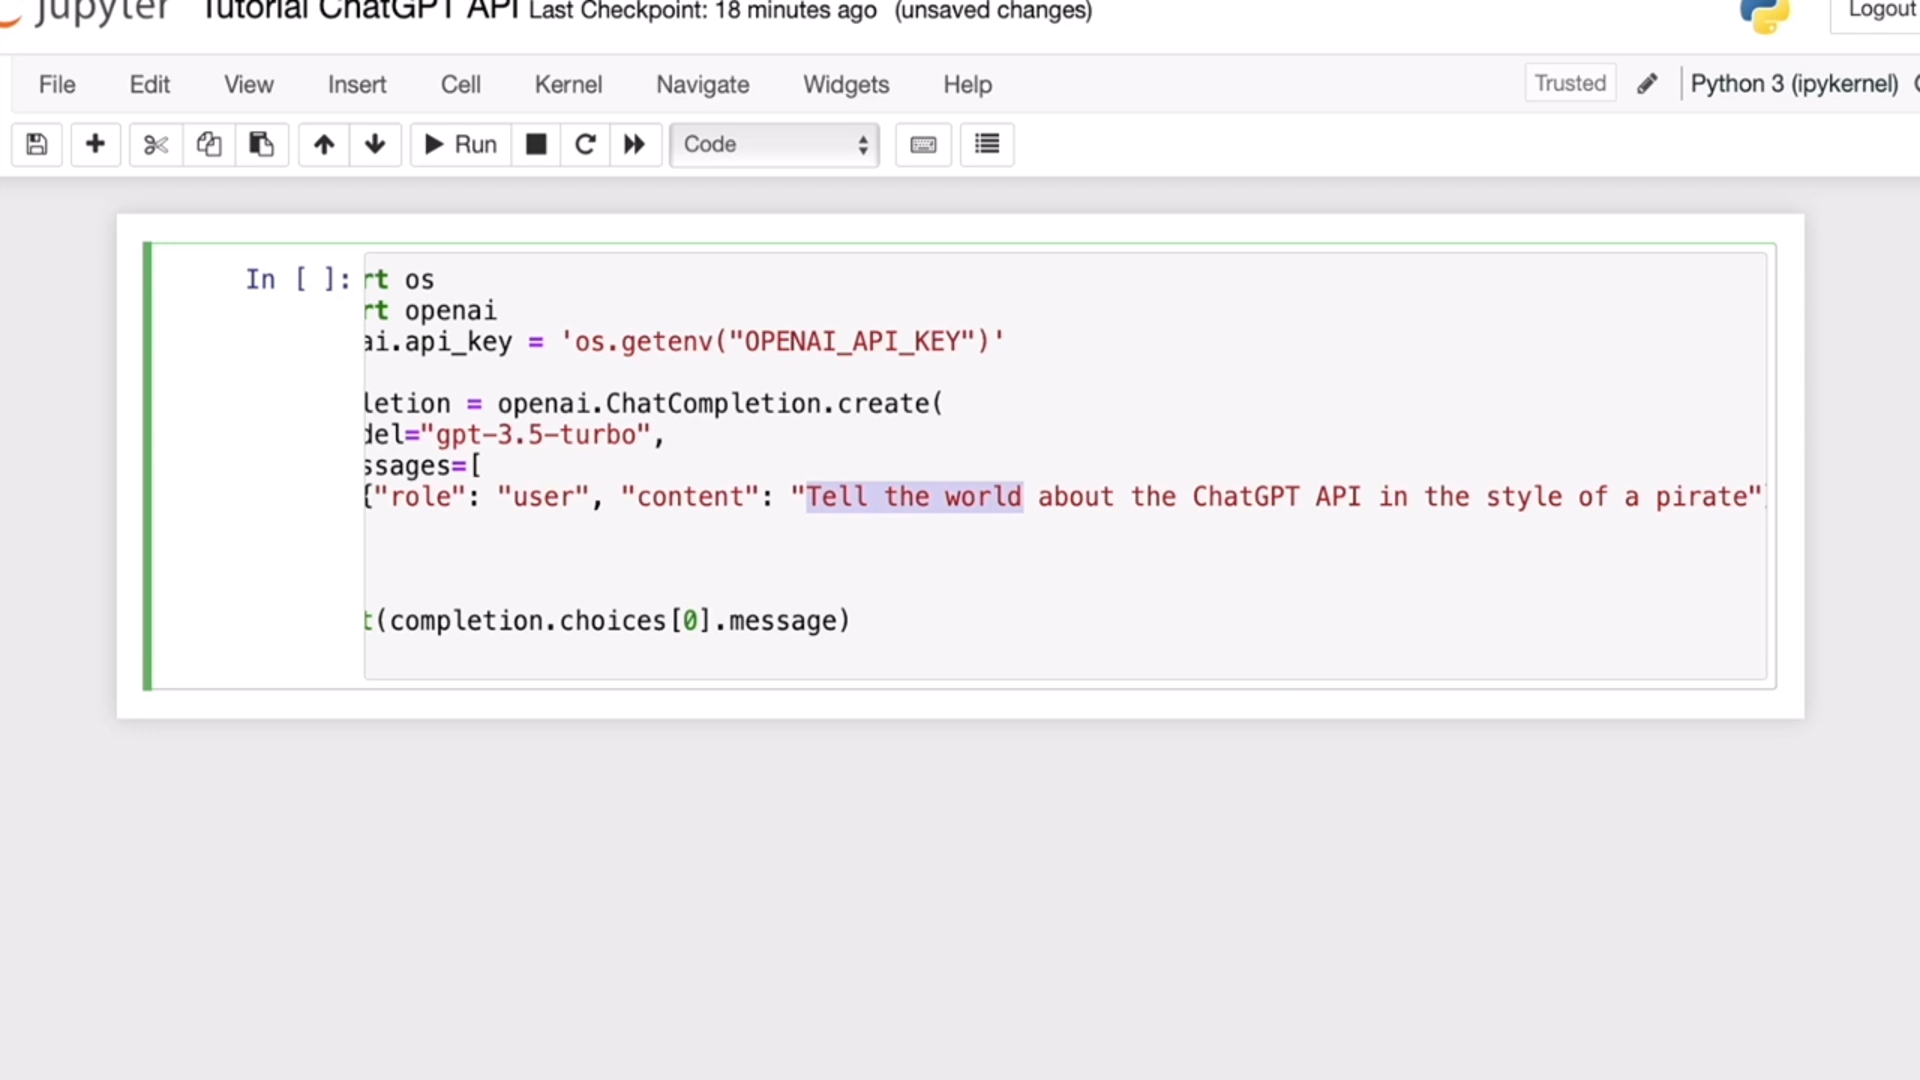 jupyter Tutorial ChatGPT API Last Checkpoint: 18 minutes ago (unsaved changes) Logout
File Edit View Insert Cell Kernel Navigate Widgets Help Trusted Python 3 (ipykernel)
Run Code
In [ ]: rt os
rt openai
ai.api_key = 'os.getenv("OPENAI_API_KEY")'
letion = openai.ChatCompletion.create(
del="gpt-3.5-turbo",
ssages=[
{"role": "user", "content": "Tell the world about the ChatGPT API in the style of a pirate"
t(completion.choices[0].message)